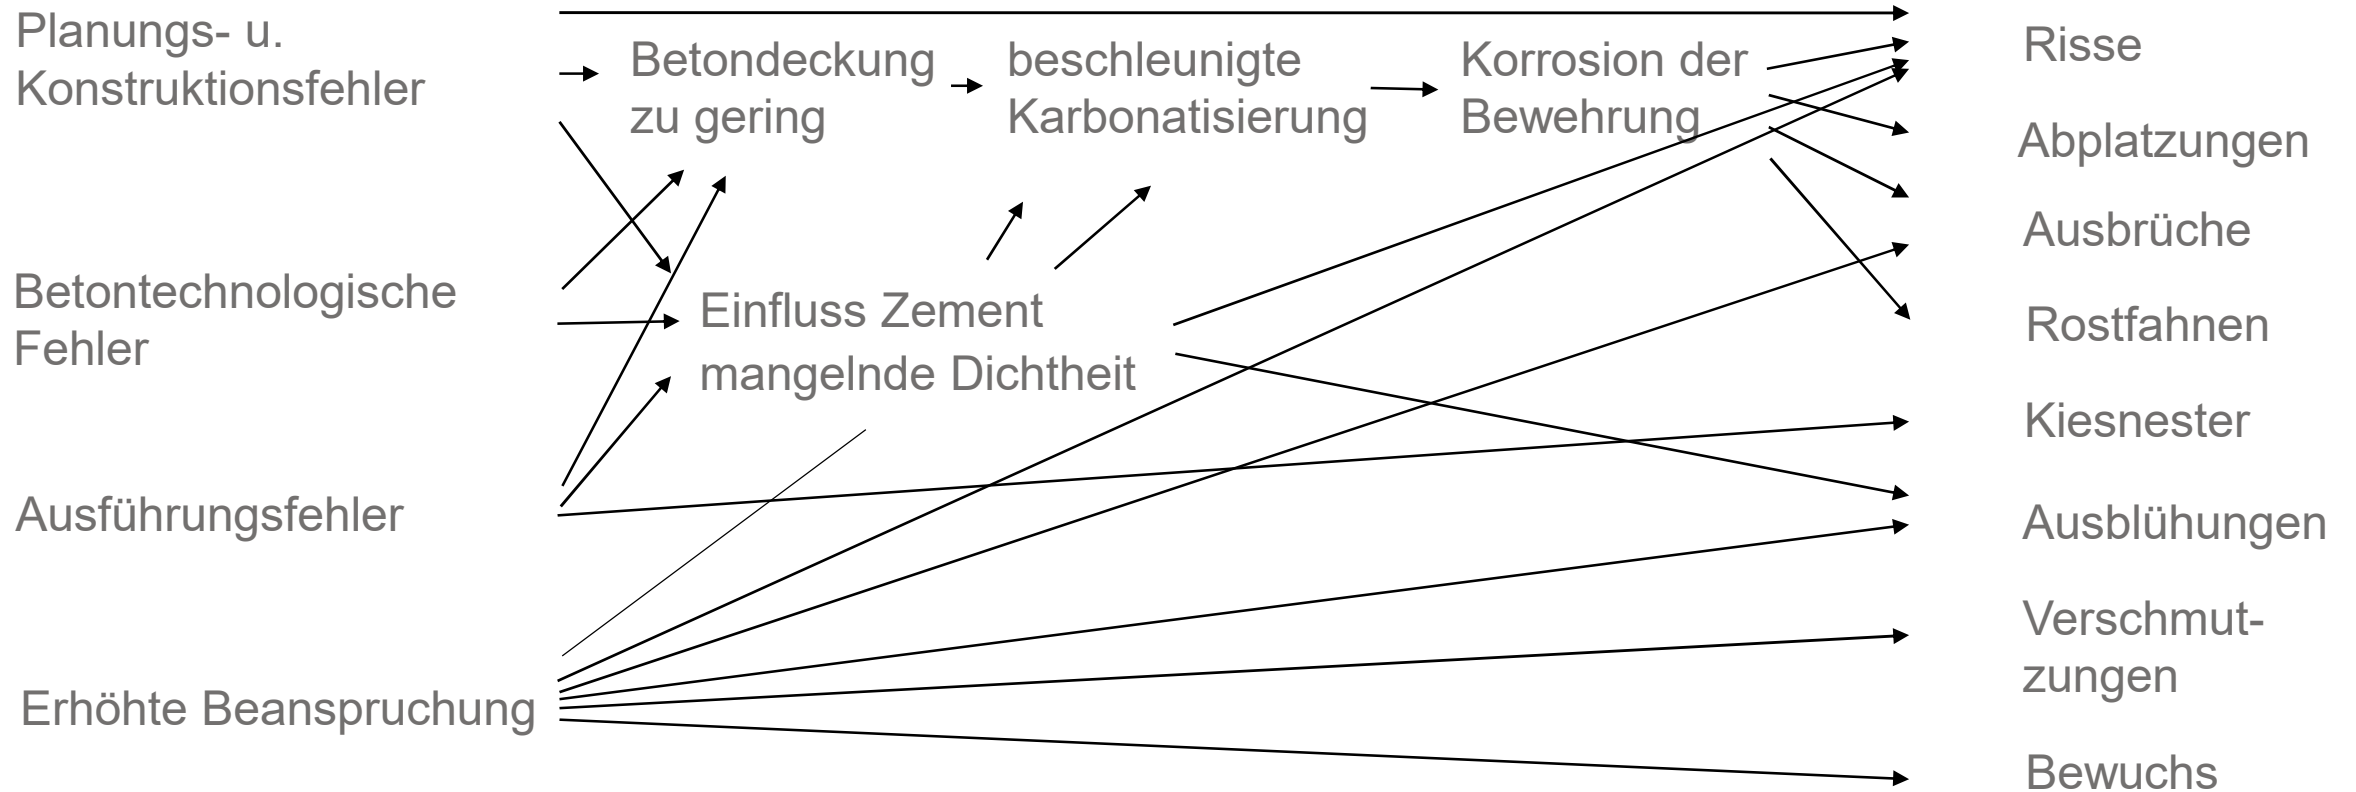 Planungs- u.
Konstruktionsfehler
Betondeckung
zu gering
beschleunigte
Karbonatisierung
Korrosion der
Bewehrung
Risse
Abplatzungen
Ausbrüche
Betontechnologische
Fehler
Einfluss Zement
mangelnde Dichtheit
Rostfahnen
Kiesnester
Ausführungsfehler
Ausblühungen
Verschmut-
zungen
Erhöhte Beanspruchung
Bewuchs